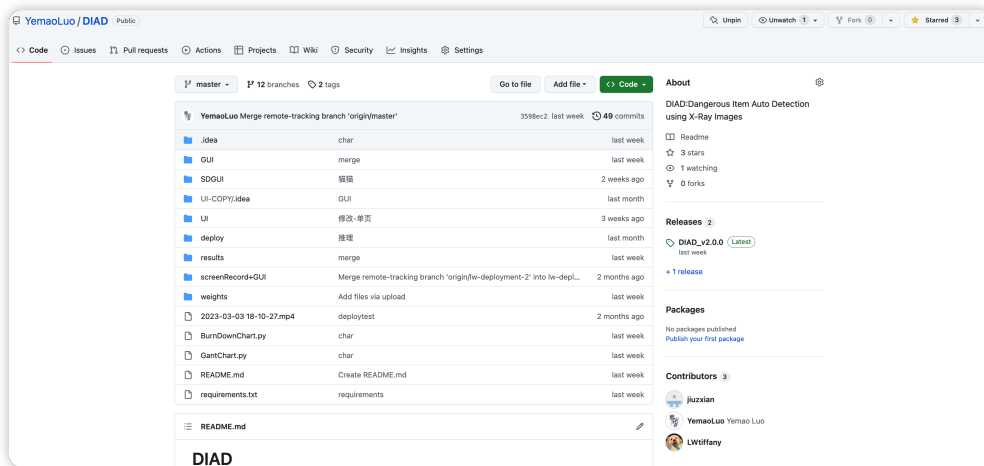 YemaoLuo / DIAD Public
Unpin Unwatch 1 Fork 0 Starred 3
Code Issues Pull requests Actions Projects Wiki Security Insights Settings
master 12 branches 2 tags Go to file Add file Code
YemaoLuo Merge remote-tracking branch 'origin/master' 3598ec2 last week 49 commits
.idea char last week
GUI merge last week
SDGUI 猫猫 2 weeks ago
UI-COPY/.idea GUI last month
UI 修改-单页 3 weeks ago
deploy 推理 last month
results merge last week
screenRecord+GUI Merge remote-tracking branch 'origin/lw-deployment-2' into lw-depl... 2 months ago
weights Add files via upload last week
2023-03-03 18-10-27.mp4 deploytest 2 months ago
BurnDownChart.py char last week
GantChart.py char last week
README.md Create README.md last week
requirements.txt requirements last week
README.md
DIAD
About
DIAD:Dangerous Item Auto Detection
using X-Ray Images
Readme
3 stars
1 watching
0 forks
Releases 2
DIAD_v2.0.0 Latest
last week
+ 1 release
Packages
No packages published
Publish your first package
Contributors 3
jiuzxian
YemaoLuo Yemao Luo
LWtiffany